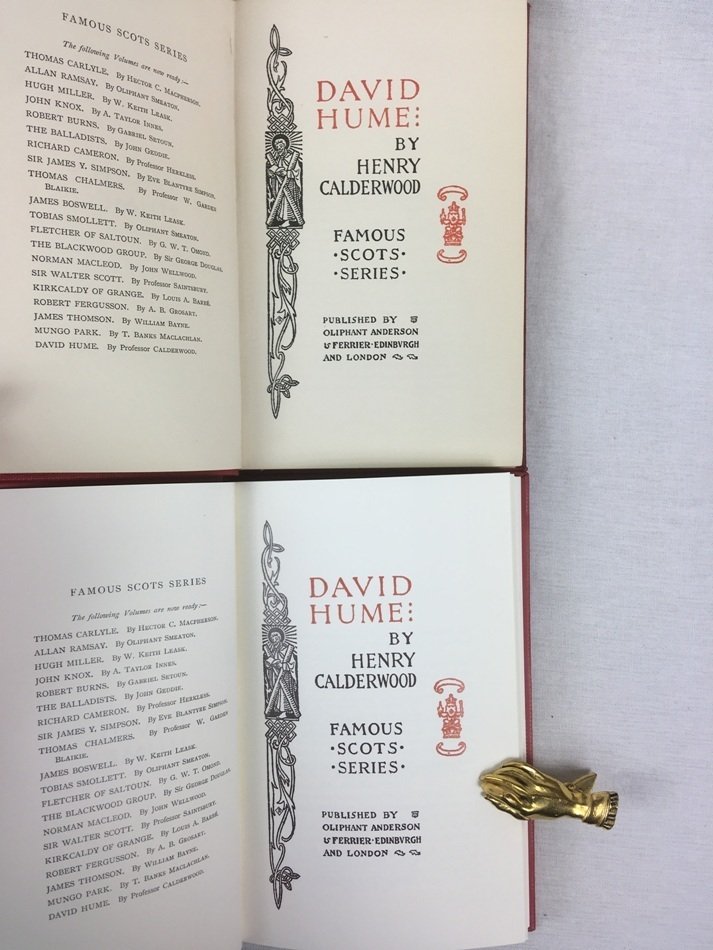 FAMOUS SCOTS SERIES
The following Volumes are now ready:—
THOMAS CARLYLE. By HECTOR C. MACPHERSON.
ALLAN RAMSAY. By OLIPHANT SMEATON.
HUGH MILLER. By W. KEITH LEASK.
JOHN KNOX. By A. TAYLOR INNES.
ROBERT BURNS. By GABRIEL SETOUN.
THE BALLADISTS. By JOHN GEDDIE.
RICHARD CAMERON. By Professor HERKLESS.
SIR JAMES Y. SIMPSON. By EVE BLANTYRE SIMPSON.
THOMAS CHALMERS. By Professor W. GARDEN
BLAIKIE.
JAMES BOSWELL. By W. KEITH LEASK.
TOBIAS SMOLLETT. By OLIPHANT SMEATON.
FLETCHER OF SALTOUN. By G. W. T. OMOND.
THE BLACKWOOD GROUP. By Sir GEORGE DOUGLAS.
NORMAN MACLEOD. By JOHN WELLWOOD.
SIR WALTER SCOTT. By Professor SAINTSBURY.
KIRKCALDY OF GRANGE. By LOUIS A. BARBÉ.
ROBERT FERGUSSON. By A. B. GROSART.
JAMES THOMSON. By WILLIAM BAYNE.
MUNGO PARK. By T. BANKS MACLACHLAN.
DAVID HUME. By Professor CALDERWOOD.
DAVID
HUME:
BY
HENRY
CALDERWOOD
FAMOUS
·SCOTS·
·SERIES·
PUBLISHED BY
OLIPHANT ANDERSON
& FERRIER·EDINBVRGH
AND LONDON
FAMOUS SCOTS SERIES
The following Volumes are now ready:—
THOMAS CARLYLE. By HECTOR C. MACPHERSON.
ALLAN RAMSAY. By OLIPHANT SMEATON.
HUGH MILLER. By W. KEITH LEASK.
JOHN KNOX. By A. TAYLOR INNES.
ROBERT BURNS. By GABRIEL SETOUN.
THE BALLADISTS. By JOHN GEDDIE.
RICHARD CAMERON. By Professor HERKLESS.
SIR JAMES Y. SIMPSON. By EVE BLANTYRE SIMPSON.
THOMAS CHALMERS. By Professor W. GARDEN
BLAIKIE.
JAMES BOSWELL. By W. KEITH LEASK.
TOBIAS SMOLLETT. By OLIPHANT SMEATON.
FLETCHER OF SALTOUN. By G. W. T. OMOND.
THE BLACKWOOD GROUP. By Sir GEORGE DOUGLAS.
NORMAN MACLEOD. By JOHN WELLWOOD.
SIR WALTER SCOTT. By Professor SAINTSBURY.
KIRKCALDY OF GRANGE. By LOUIS A. BARBÉ.
ROBERT FERGUSSON. By A. B. GROSART.
JAMES THOMSON. By WILLIAM BAYNE.
MUNGO PARK. By T. BANKS MACLACHLAN.
DAVID HUME. By Professor CALDERWOOD.
DAVID
HUME:
BY
HENRY
CALDERWOOD
FAMOUS
·SCOTS·
·SERIES·
PUBLISHED BY
OLIPHANT ANDERSON
& FERRIER·EDINBVRGH
AND LONDON